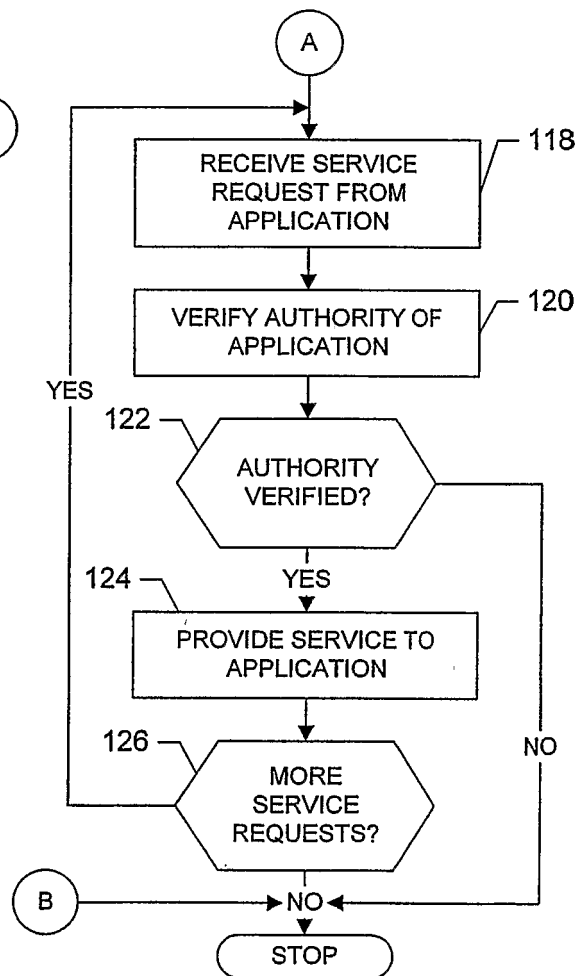 A
RECEIVE SERVICE
REQUEST FROM
APPLICATION
118
VERIFY AUTHORITY OF
APPLICATION
120
YES
122
AUTHORITY
VERIFIED?
YES
124
PROVIDE SERVICE TO
APPLICATION
NO
126
MORE
SERVICE
REQUESTS?
B
NO
STOP